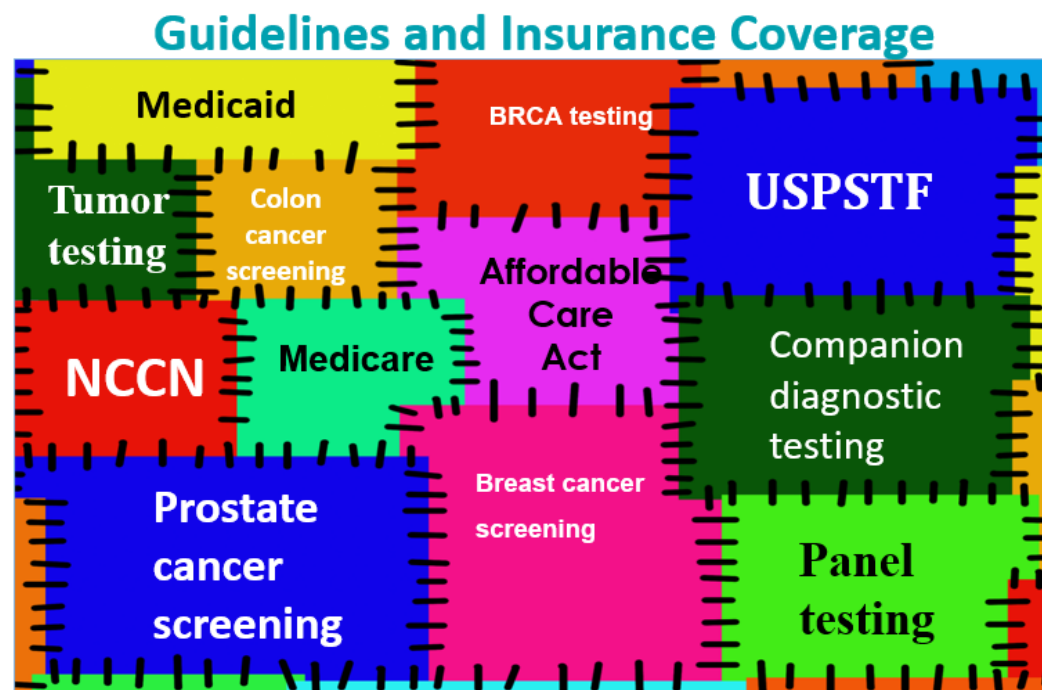 Guidelines and Insurance Coverage
Medicaid
BRCA testing
USPSTF
Tumor
testing
Colon
cancer
screening
Affordable
Care
Act
NCCN
Medicare
Companion
diagnostic
testing
Prostate
cancer
screening
Breast cancer
screening
Panel
testing